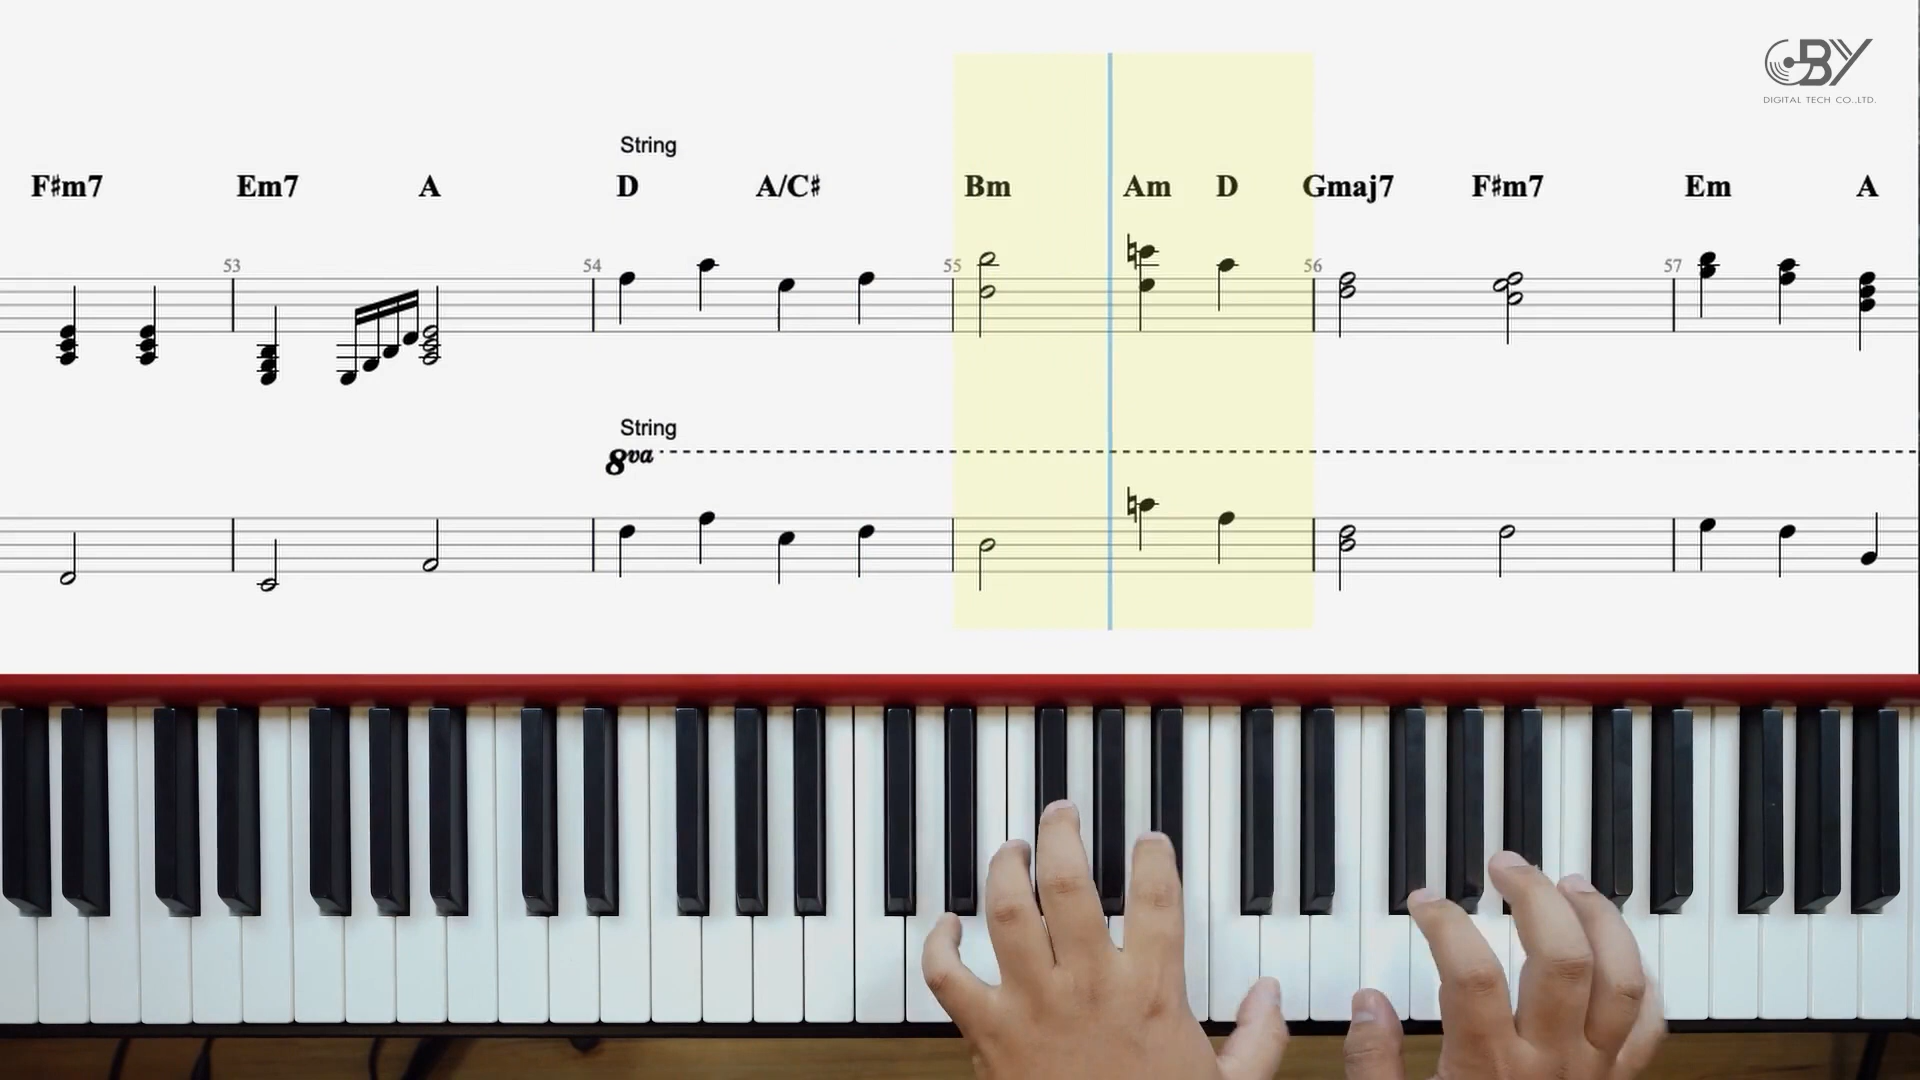 GBY
DIGITAL TECH CO.,LTD.
String
F♯m7 Em7 A D A/C♯ Bm Am D Gmaj7 F♯m7 Em A
53 54 55 56 57
String
8va